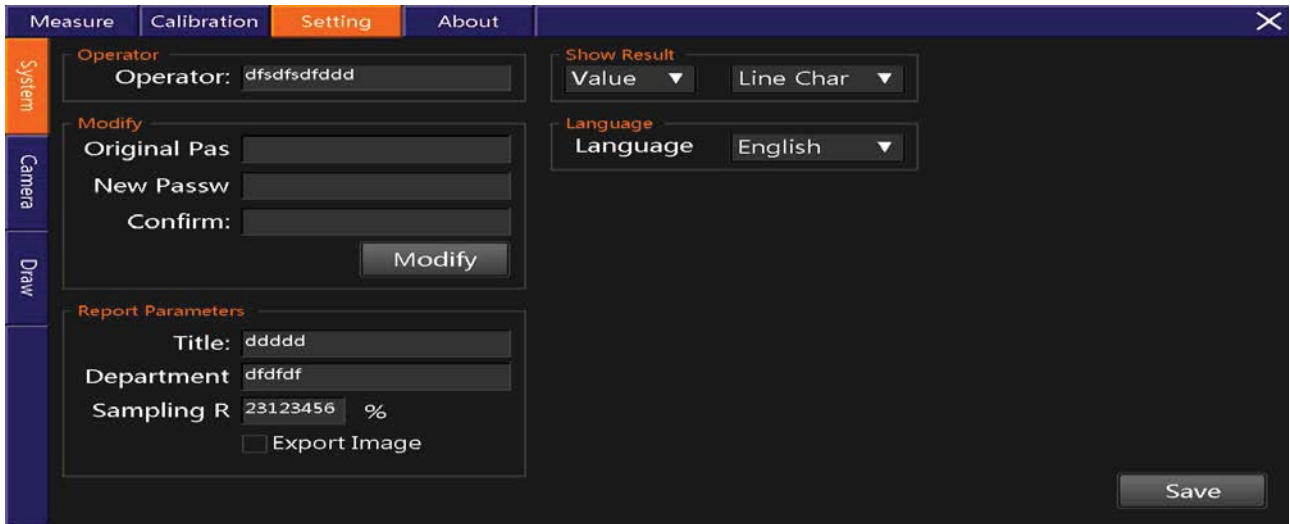 Measure Calibration Setting About
System
Camera
Draw
Operator
Operator: dfsdfsdfddd
Modify
Original Pas
New Passw
Confirm:
Modify
Report Parameters
Title: ddddd
Department dfdfdf
Sampling R 23123456 %
Export Image
Show Result
Value Line Char
Language
Language English
Save